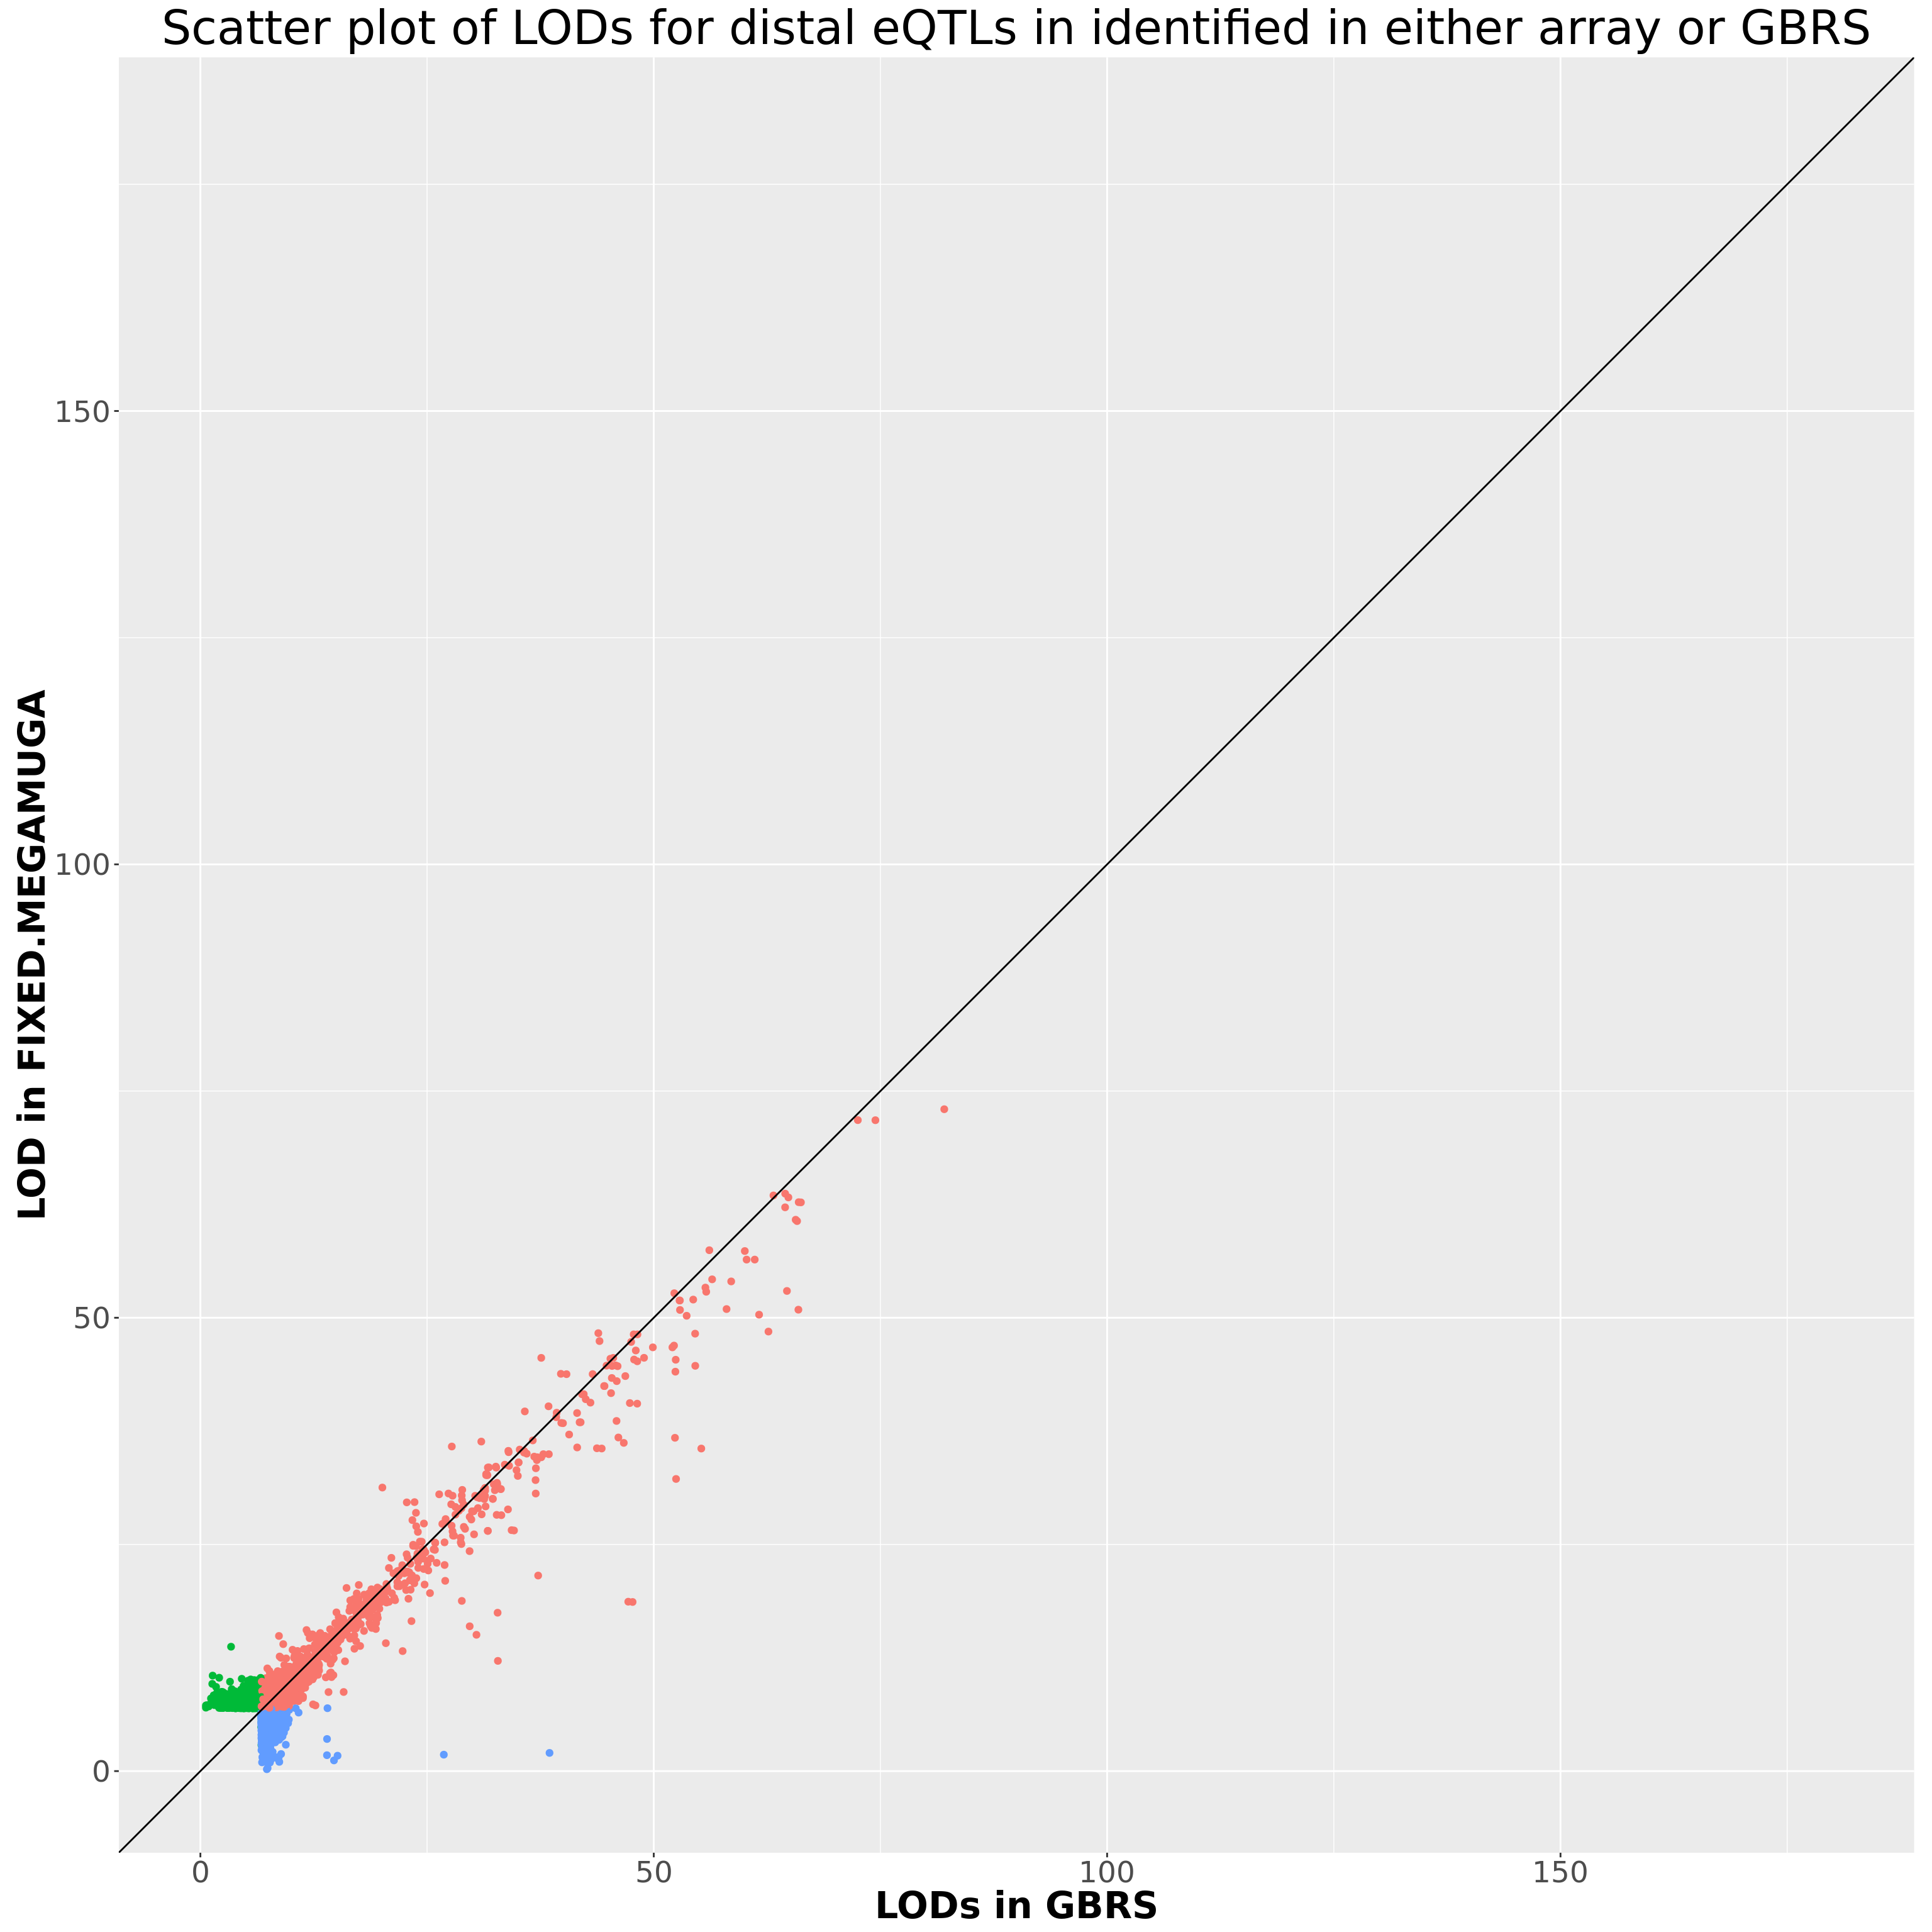 Scatter plot of LODs for distal eQTLs in identified in either array or GBRS
LOD in FIXED.MEGAMUGA
150
100
50
0
0 50 100 150
LODs in GBRS